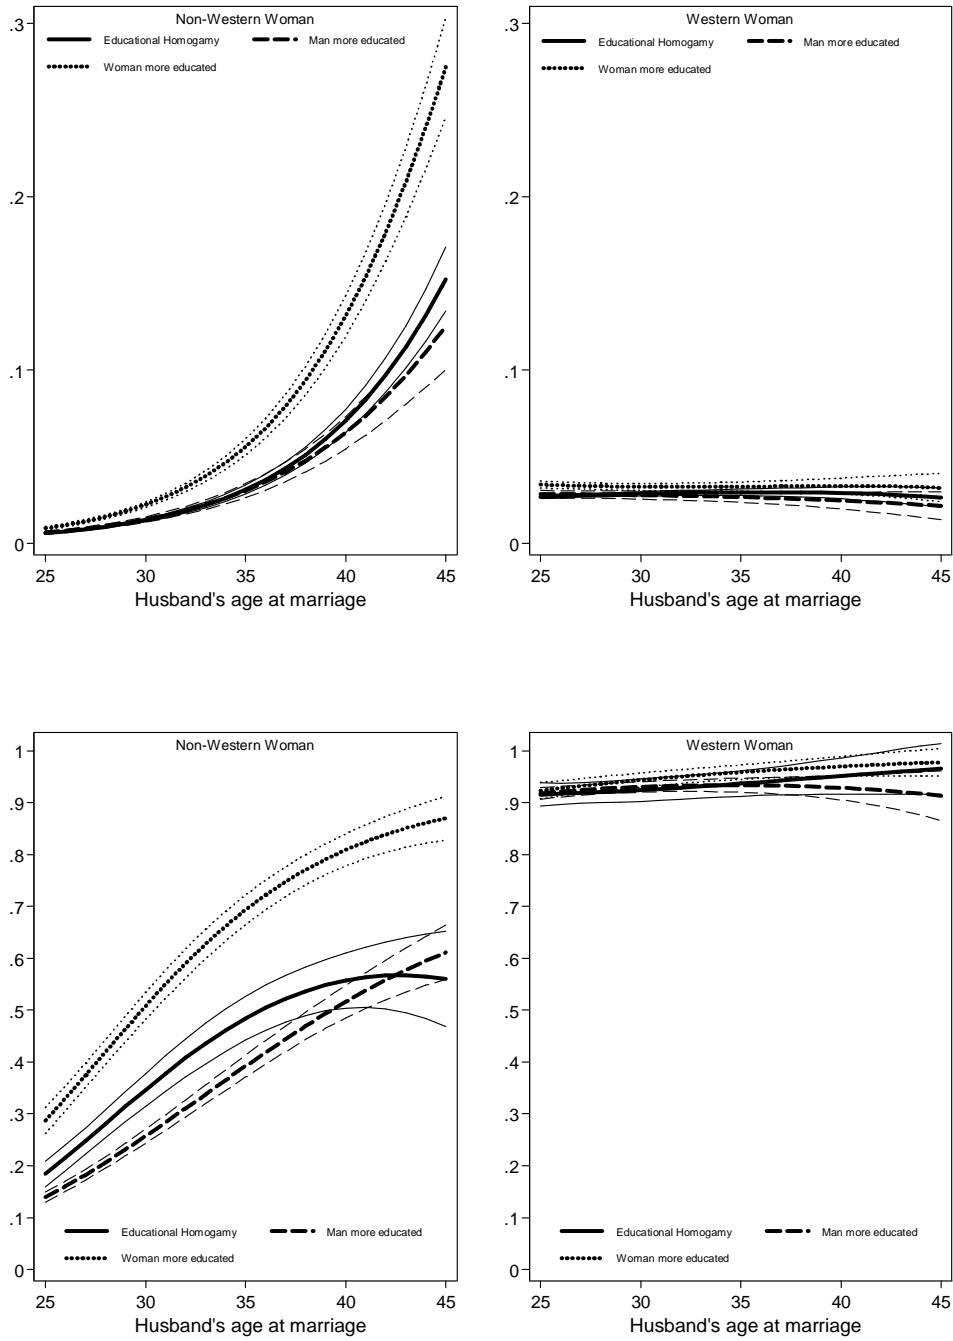 Non-Western Woman
Educational Homogamy Man more educated
Woman more educated
.3
.2
.1
0
25 30 35 40 45
Husband's age at marriage
Western Woman
Educational Homogamy Man more educated
Woman more educated
.3
.2
.1
0
25 30 35 40 45
Husband's age at marriage
Non-Western Woman
1
.9
.8
.7
.6
.5
.4
.3
.2
.1
0
Educational Homogamy Man more educated
Woman more educated
25 30 35 40 45
Husband's age at marriage
Western Woman
1
.9
.8
.7
.6
.5
.4
.3
.2
.1
0
Educational Homogamy Man more educated
Woman more educated
25 30 35 40 45
Husband's age at marriage